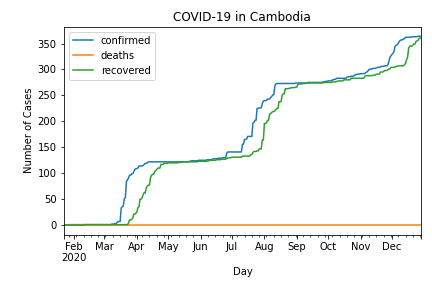 COVID-19 in Cambodia
confirmed
deaths
recovered
Number of Cases
350
300
250
200
150
100
50
0
Feb Mar Apr May Jun Jul Aug Sep Oct Nov Dec
2020
Day